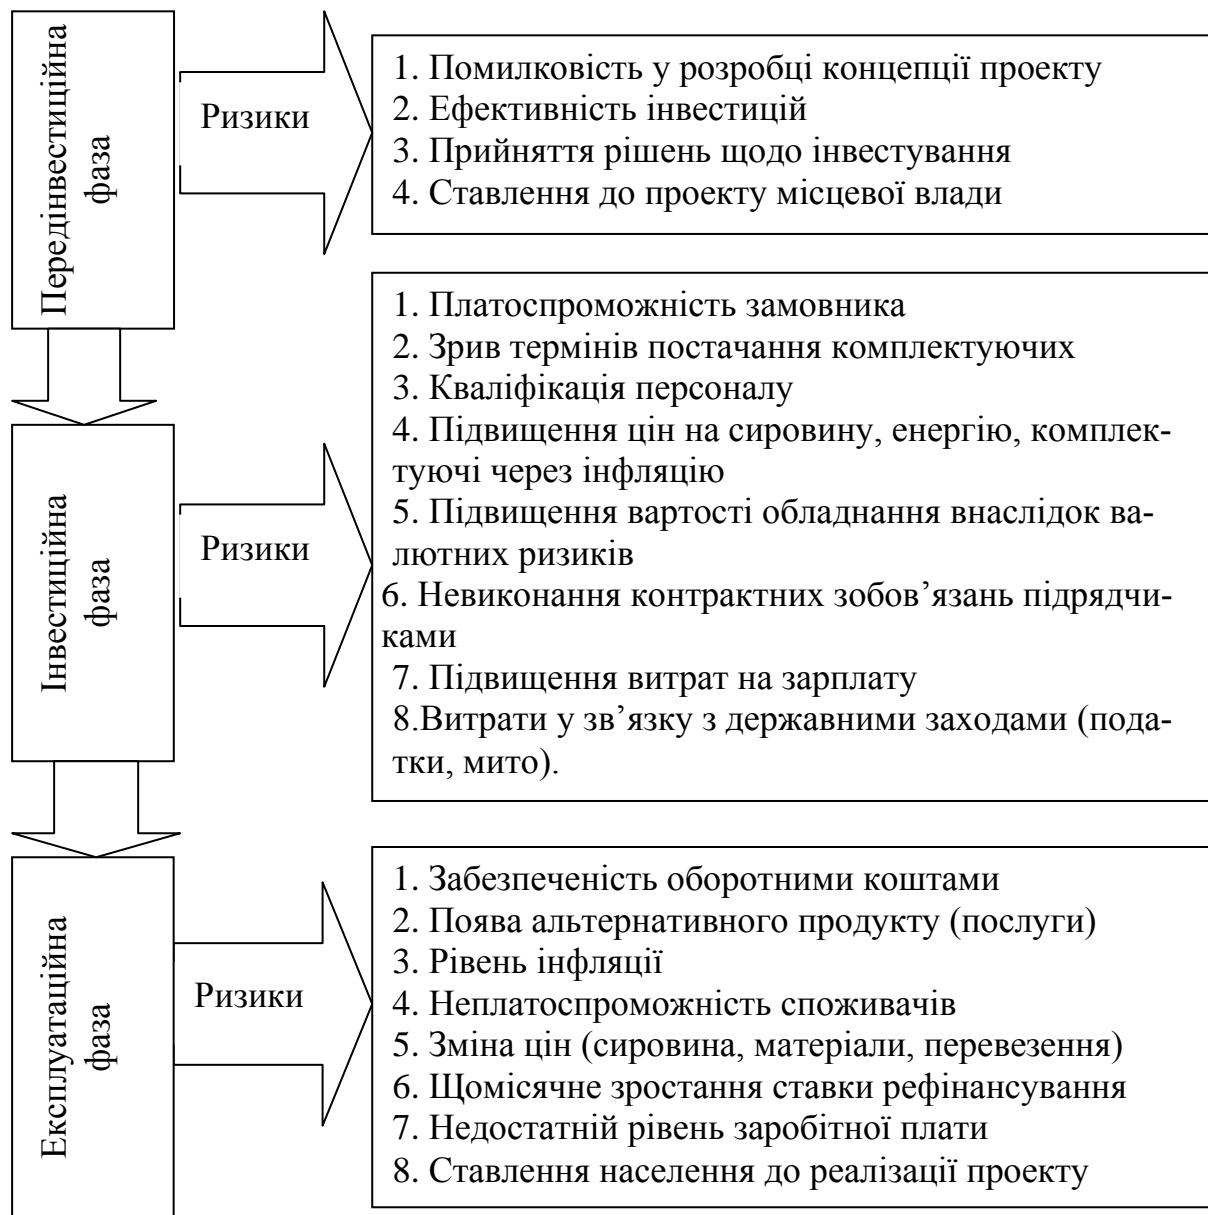 Передінвестиційна
фаза
Ризики
1. Помилковість у розробці концепції проекту
2. Ефективність інвестицій
3. Прийняття рішень щодо інвестування
4. Ставлення до проекту місцевої влади
Інвестиційна
фаза
Ризики
1. Платоспроможність замовника
2. Зрив термінів постачання комплектуючих
3. Кваліфікація персоналу
4. Підвищення цін на сировину, енергію, комплек-
туючі через інфляцію
5. Підвищення вартості обладнання внаслідок ва-
лютних ризиків
6. Невиконання контрактних зобов’язань підрядчи-
ками
7. Підвищення витрат на зарплату
8.Витрати у зв’язку з державними заходами (пода-
тки, мито).
Експлуатаційна
фаза
Ризики
1. Забезпеченість оборотними коштами
2. Поява альтернативного продукту (послуги)
3. Рівень інфляції
4. Неплатоспроможність споживачів
5. Зміна цін (сировина, матеріали, перевезення)
6. Щомісячне зростання ставки рефінансування
7. Недостатній рівень заробітної плати
8. Ставлення населення до реалізації проекту